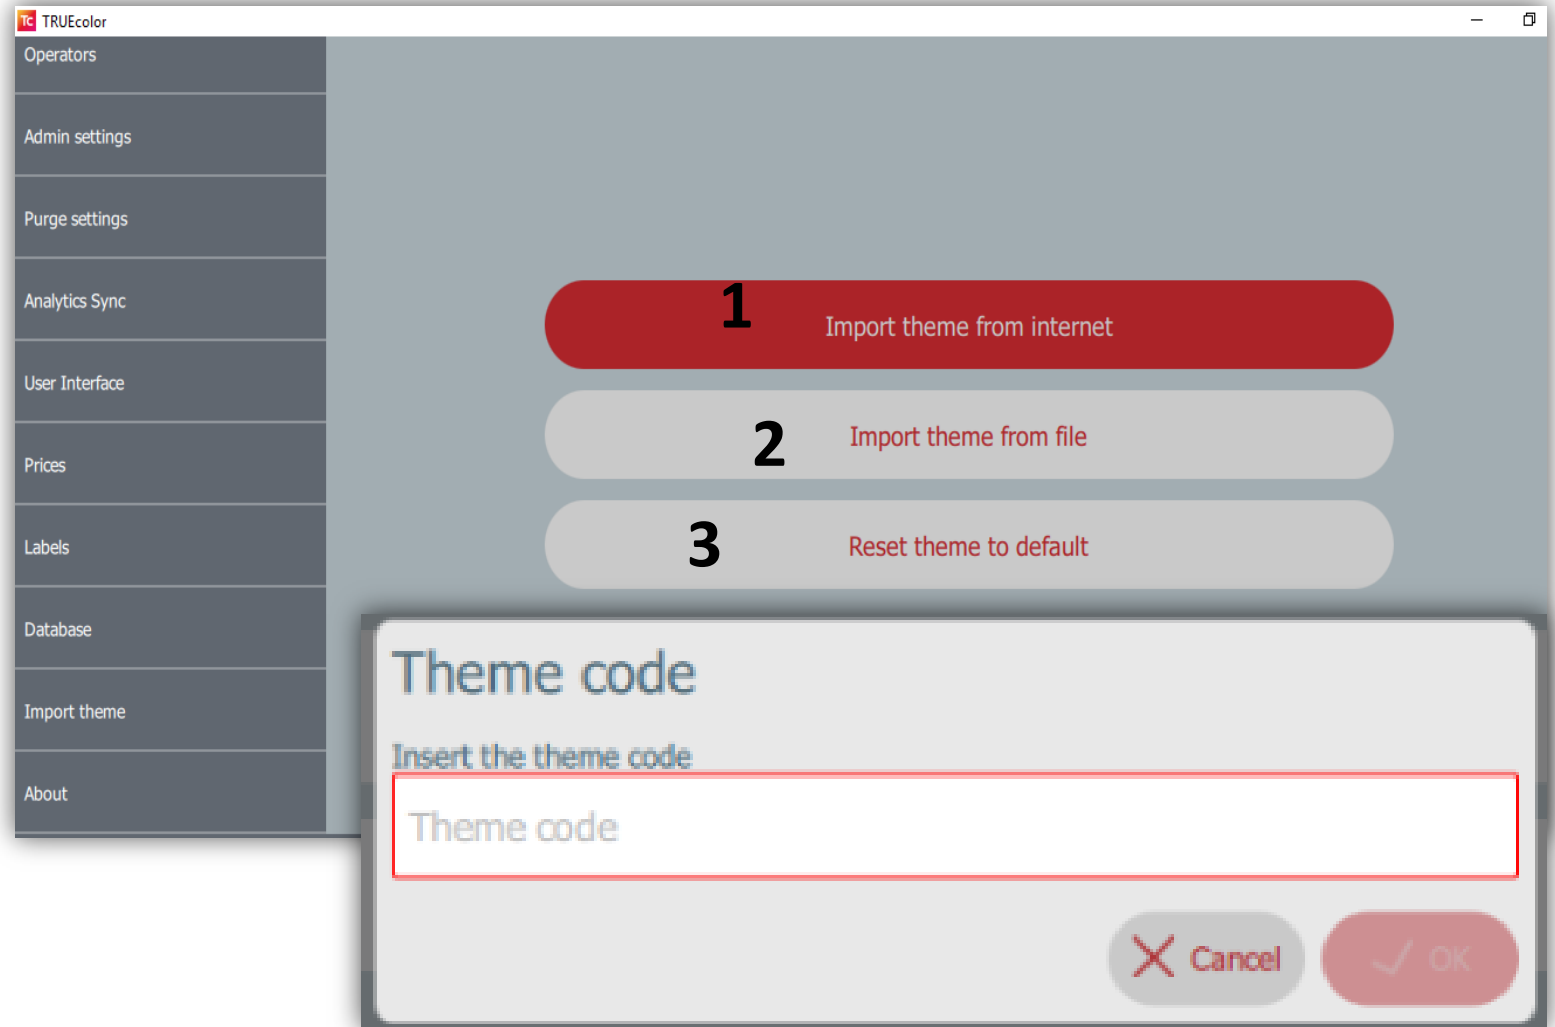 Tc TRUEcolor
Operators
Admin settings
Purge settings
Analytics Sync
User Interface
Prices
Labels
Database
Import theme
About
1 Import theme from internet
2 Import theme from file
3 Reset theme to default
Theme code
Insert the theme code
Theme code
Cancel OK